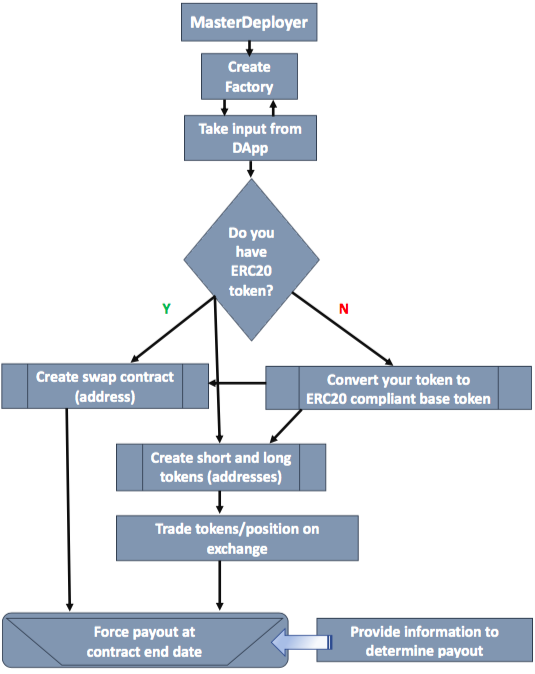 MasterDeployer
Create
Factory
Take input from
DApp
Do you
have
ERC20
token?
Y
N
Create swap contract
(address)
Convert your token to
ERC20 compliant base token
Create short and long
tokens (addresses)
Trade tokens/position on
exchange
Force payout at
contract end date
Provide information to
determine payout